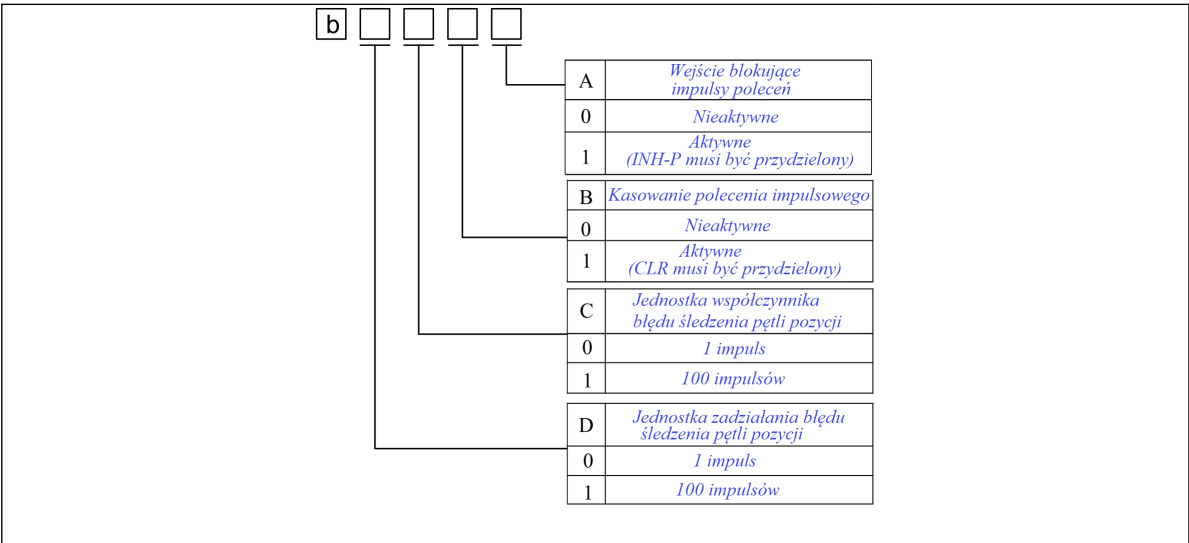 b
A
Wejście blokujące
impulsy poleceń
0
Nieaktywne
1
Aktywne
(INH-P musi być przydzielony)
B
Kasowanie polecenia impulsowego
0
Nieaktywne
1
Aktywne
(CLR musi być przydzielony)
C
Jednostka współczynnika
błędu śledzenia pętli pozycji
0
1 impuls
1
100 impulsów
D
Jednostka zadziałania błędu
śledzenia pętli pozycji
0
1 impuls
1
100 impulsów